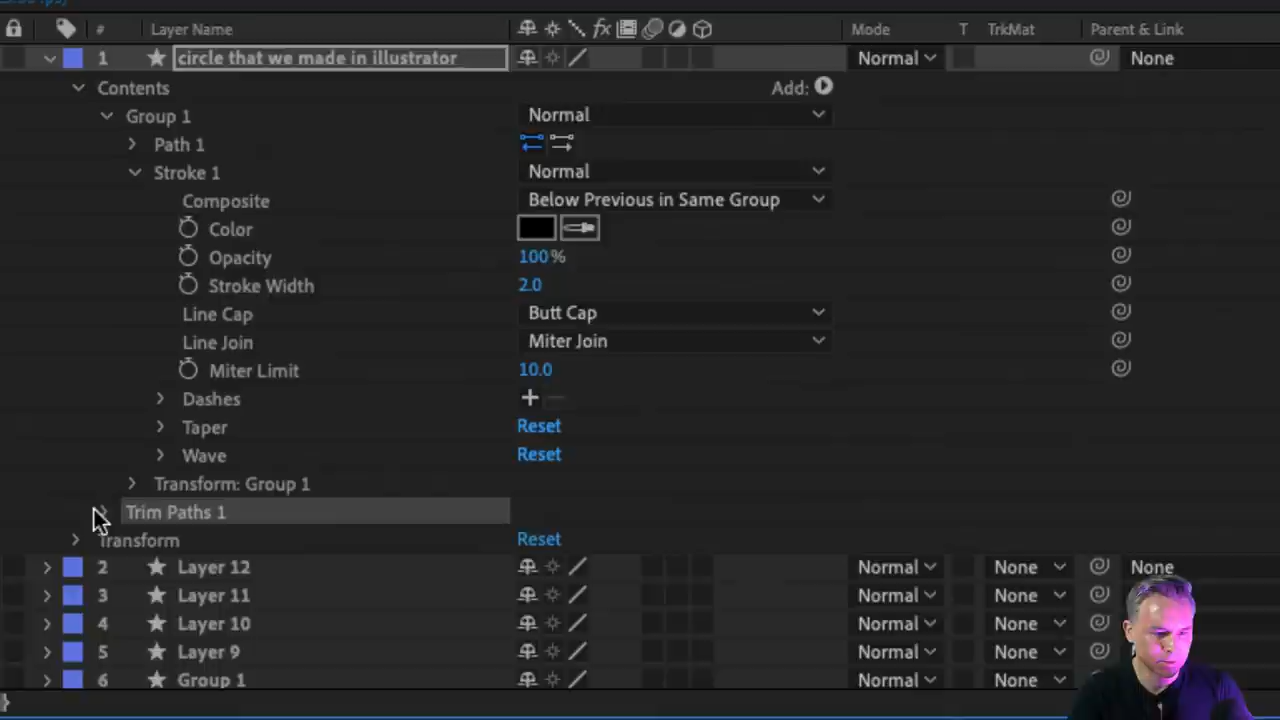 # Layer Name fx Mode T TrkMat Parent & Link
1 circle that we made in illustrator Normal None
Contents Add:
Group 1 Normal
Path 1
Stroke 1 Normal
Composite Below Previous in Same Group
Color
Opacity 100%
Stroke Width 2.0
Line Cap Butt Cap
Line Join Miter Join
Miter Limit 10.0
Dashes
Taper Reset
Wave Reset
Transform: Group 1
Trim Paths 1
Transform Reset
2 Layer 12 Normal None None
3 Layer 11 Normal None
4 Layer 10 Normal None
5 Layer 9 Normal None
6 Group 1 Normal None